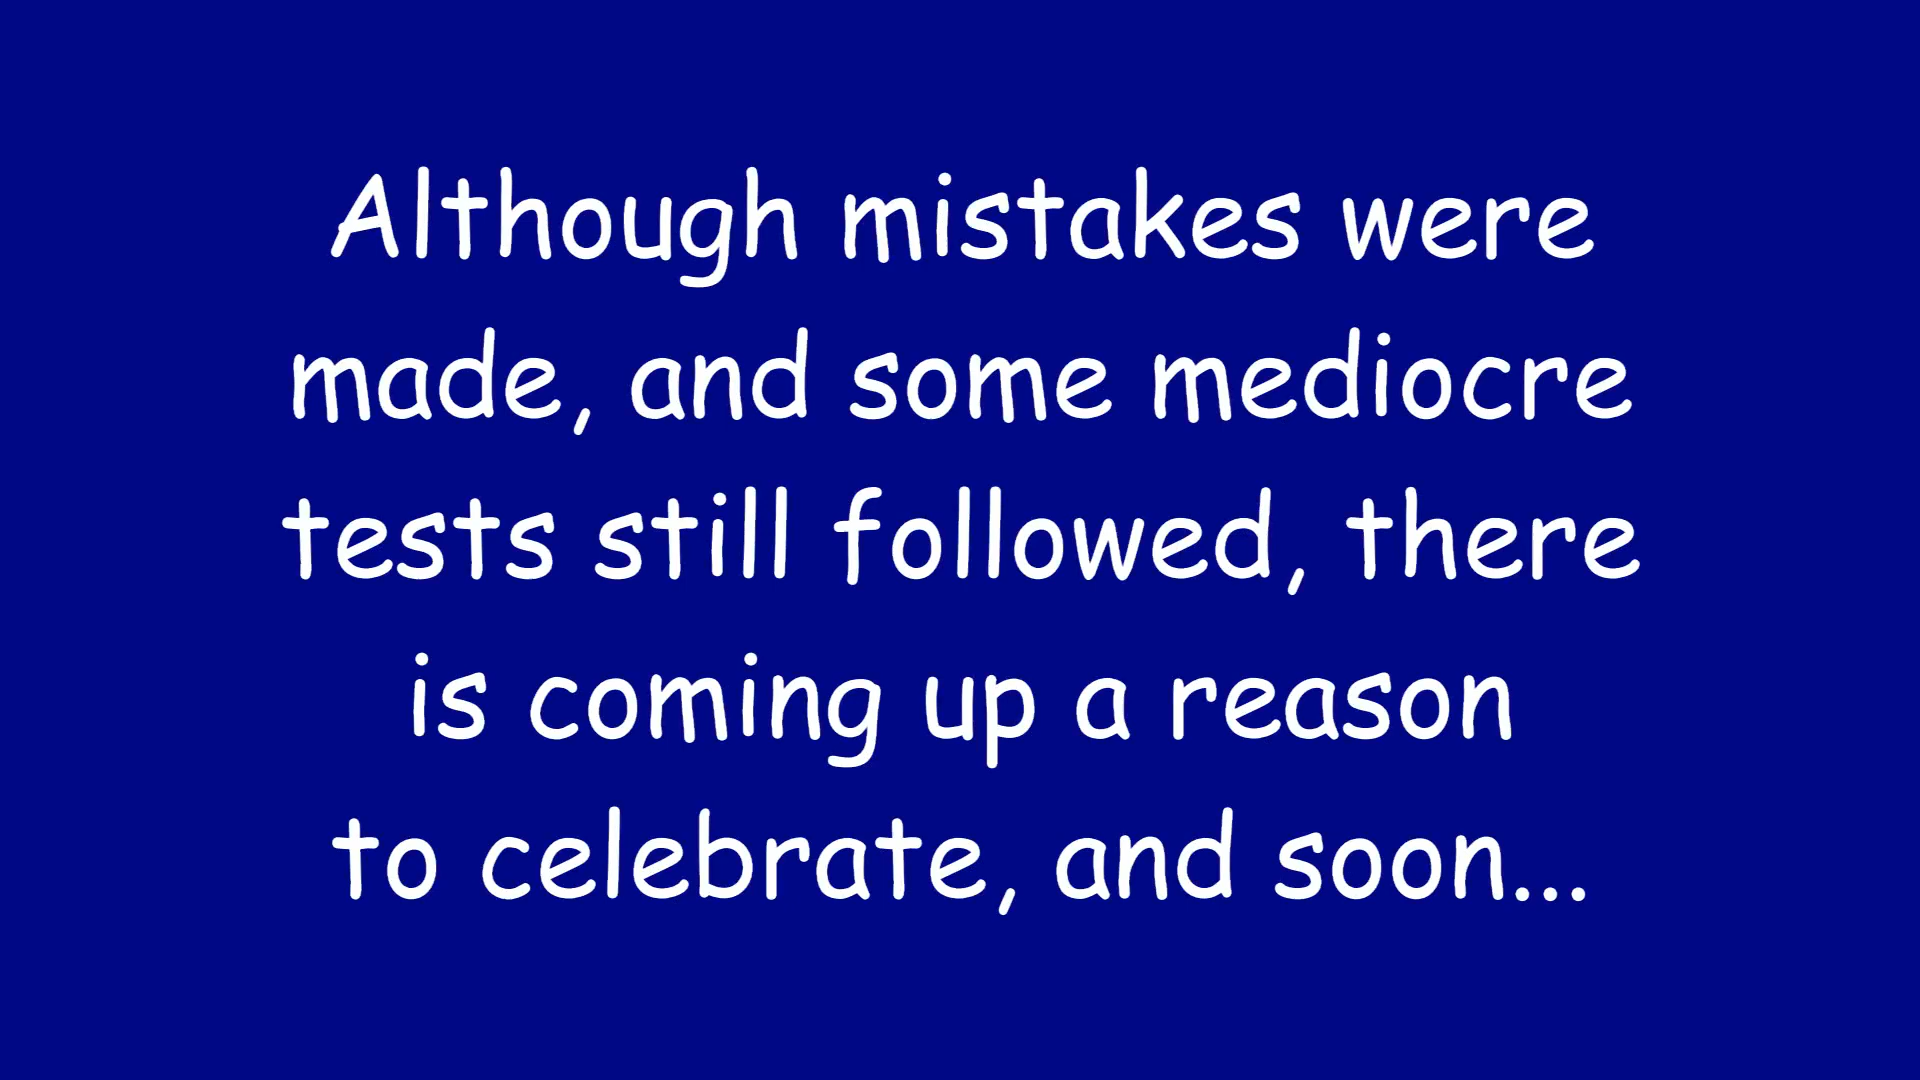 Although mistakes were
made, and some mediocre
tests still followed, there
is coming up a reason
to celebrate, and soon...